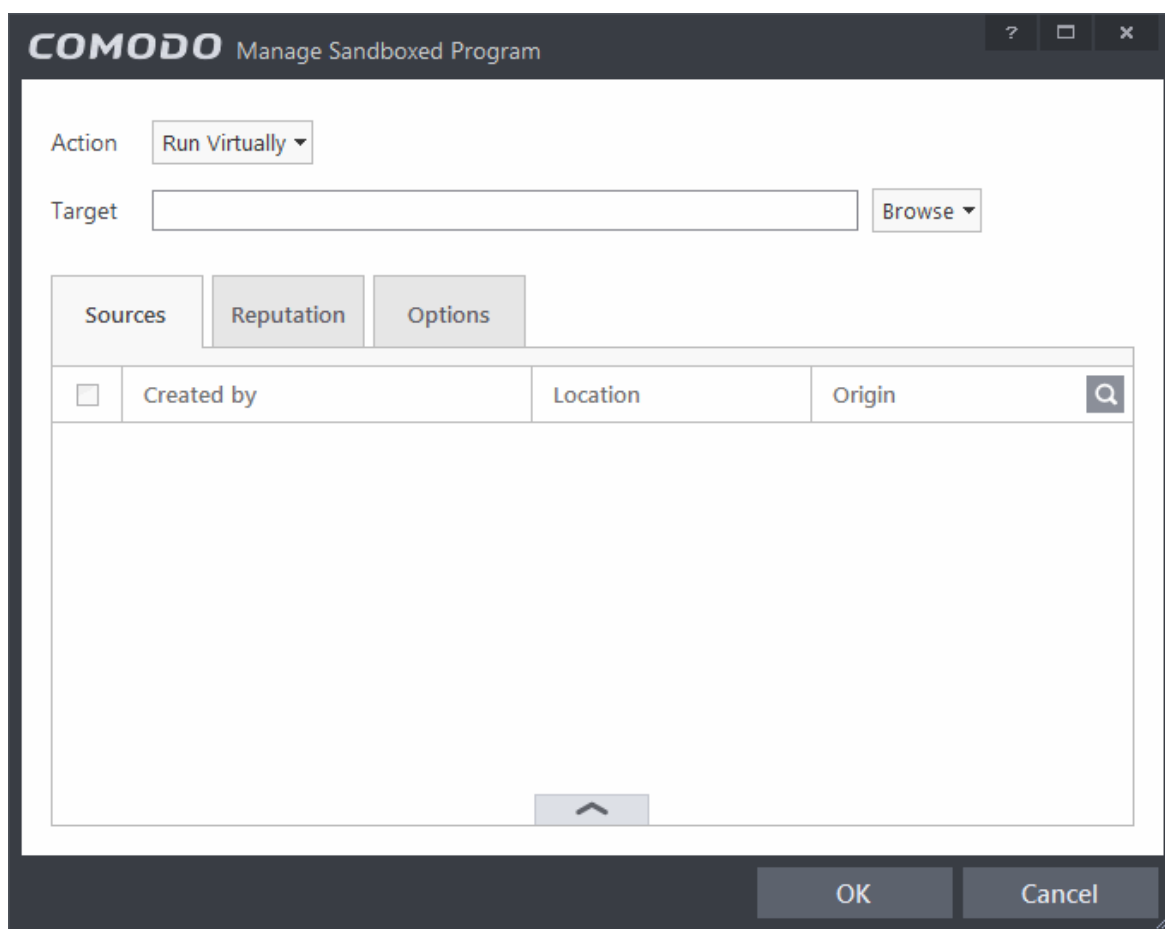 COMODO Manage Sandboxed Program ?
Action Run Virtually
Target Browse
Sources Reputation Options
Created by Location Origin
OK Cancel